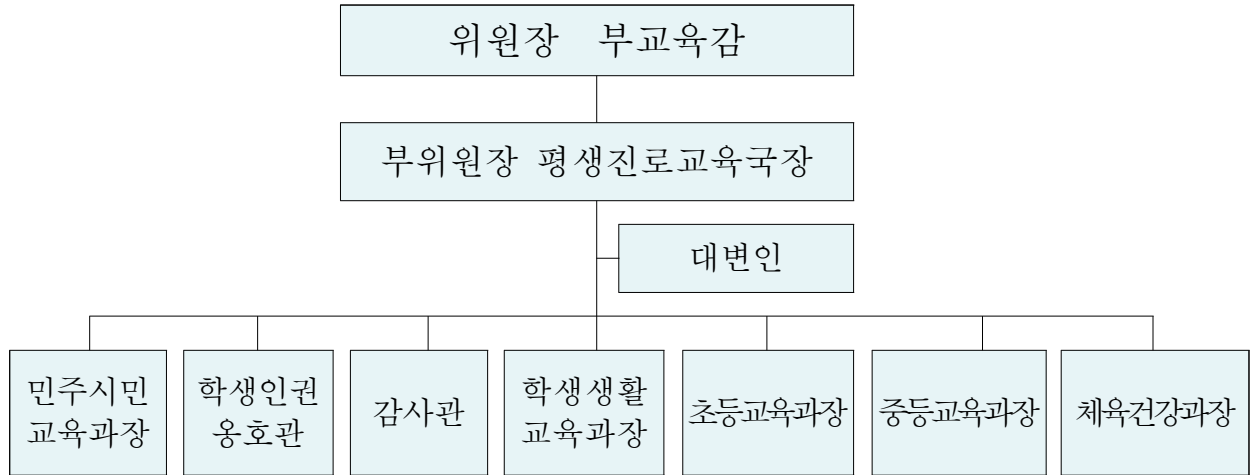 위원장 부교육감
부위원장 평생진로교육국장
대변인
민주시민
교육과장
학생인권
옹호관
감사관
학생생활
교육과장
초등교육과장
중등교육과장
체육건강과장